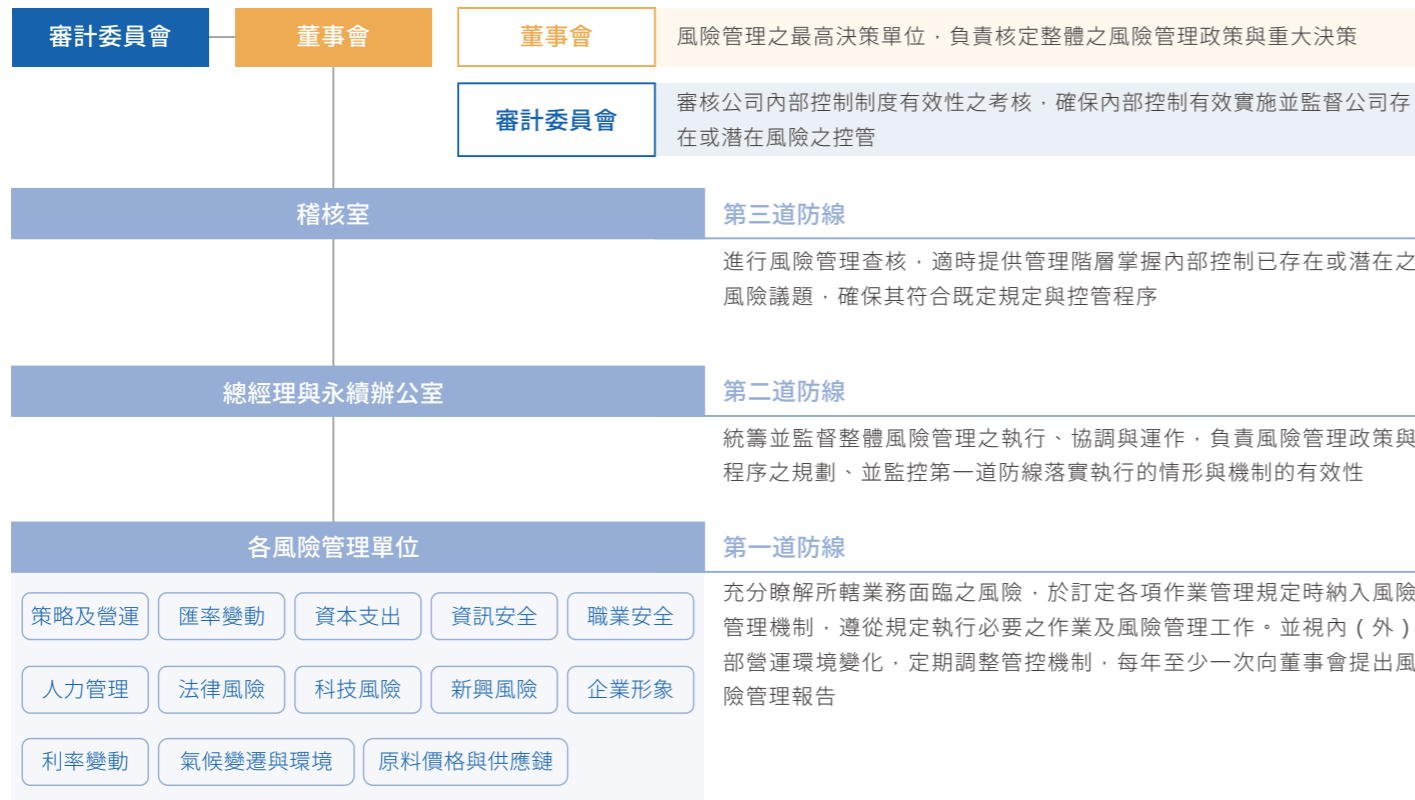 審計委員會
董事會
董事會
風險管理之最高決策單位，負責核定整體之風險管理政策與重大決策
審計委員會
審核公司內部控制制度有效性之考核，確保內部控制有效實施並監督公司存
在或潛在風險之控管
稽核室
第三道防線
進行風險管理查核，適時提供管理階層掌握內部控制已存在或潛在之
風險議題，確保其符合既定規定與控管程序
總經理與永續辦公室
第二道防線
統籌並監督整體風險管理之執行、協調與運作，負責風險管理政策與
程序之規劃、並監控第一道防線落實執行的情形與機制的有效性
各風險管理單位
第一道防線
充分瞭解所轄業務面臨之風險，於訂定各項作業管理規定時納入風險
管理機制，遵從規定執行必要之作業及風險管理工作。並視內（外）
部營運環境變化，定期調整管控機制，每年至少一次向董事會提出風
險管理報告
策略及營運
匯率變動
資本支出
資訊安全
職業安全
人力管理
法律風險
科技風險
新興風險
企業形象
利率變動
氣候變遷與環境
原料價格與供應鏈